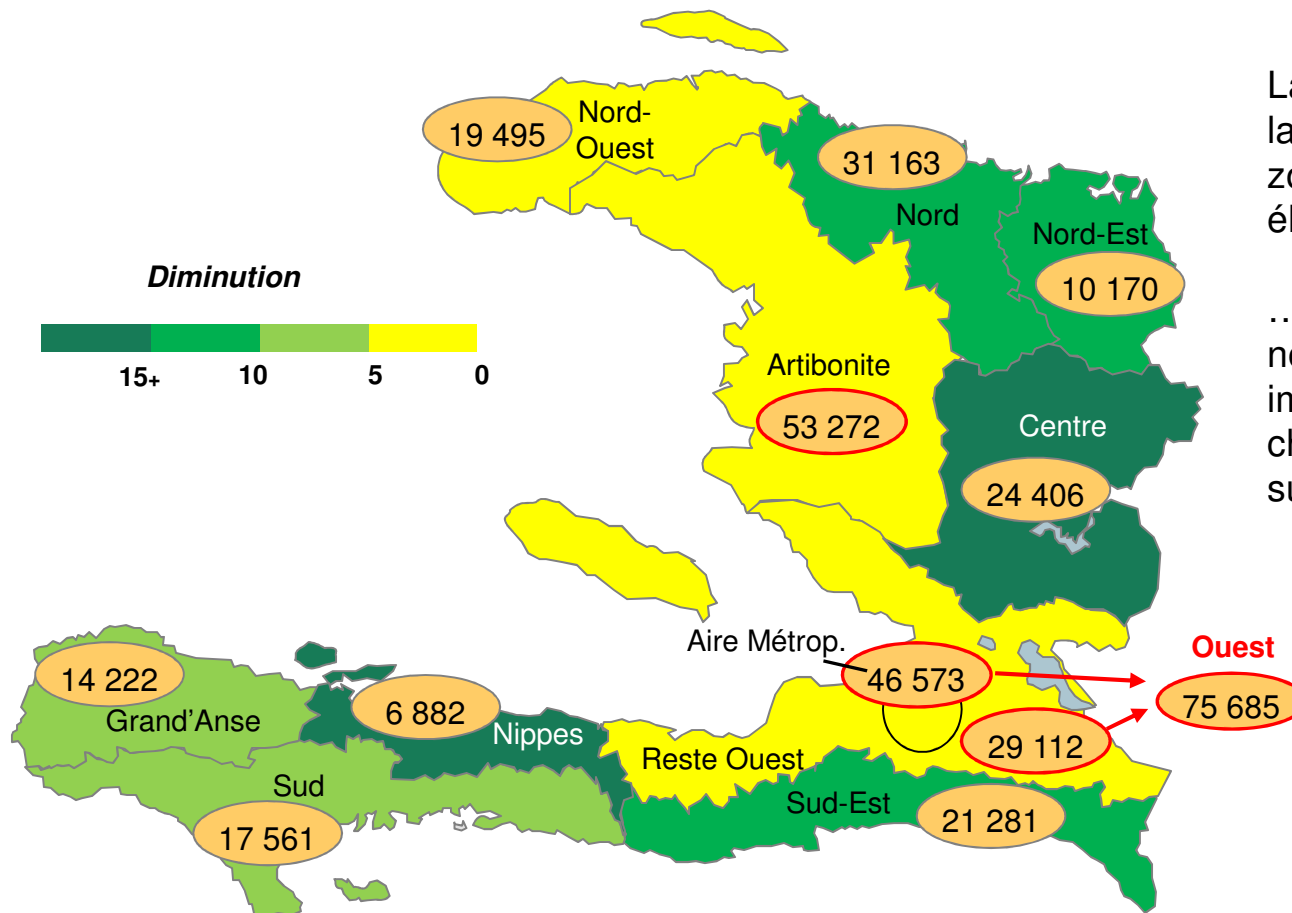 Nord-
Ouest
19 495
31 163
Nord
Nord-Est
10 170
Diminution
15+ 10 5 0
Artibonite
53 272
Centre
24 406
Aire Métrop.
46 573
Ouest
75 685
29 112
Reste Ouest
14 222
Grand’Anse
6 882
Nippes
Sud
17 561
Sud-Est
21 281